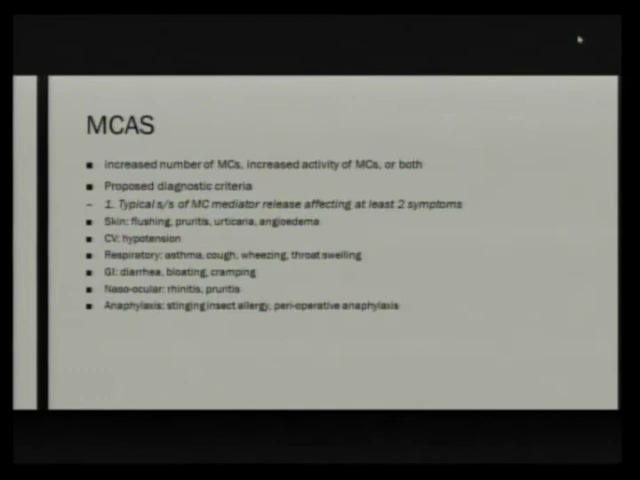 MCAS
■ increased number of MCs, increased activity of MCs, or both
■ Proposed diagnostic criteria
– 1. Typical s/s of MC mediator release affecting at least 2 symptoms
■ Skin: flushing, pruritis, urticaria, angioedema
■ CV: hypotension
■ Respiratory: asthma, cough, wheezing, throat swelling
■ GI: diarrhea, bloating, cramping
■ Naso-ocular: rhinitis, pruritis
■ Anaphylaxis: stinging insect allergy, peri-operative anaphylaxis